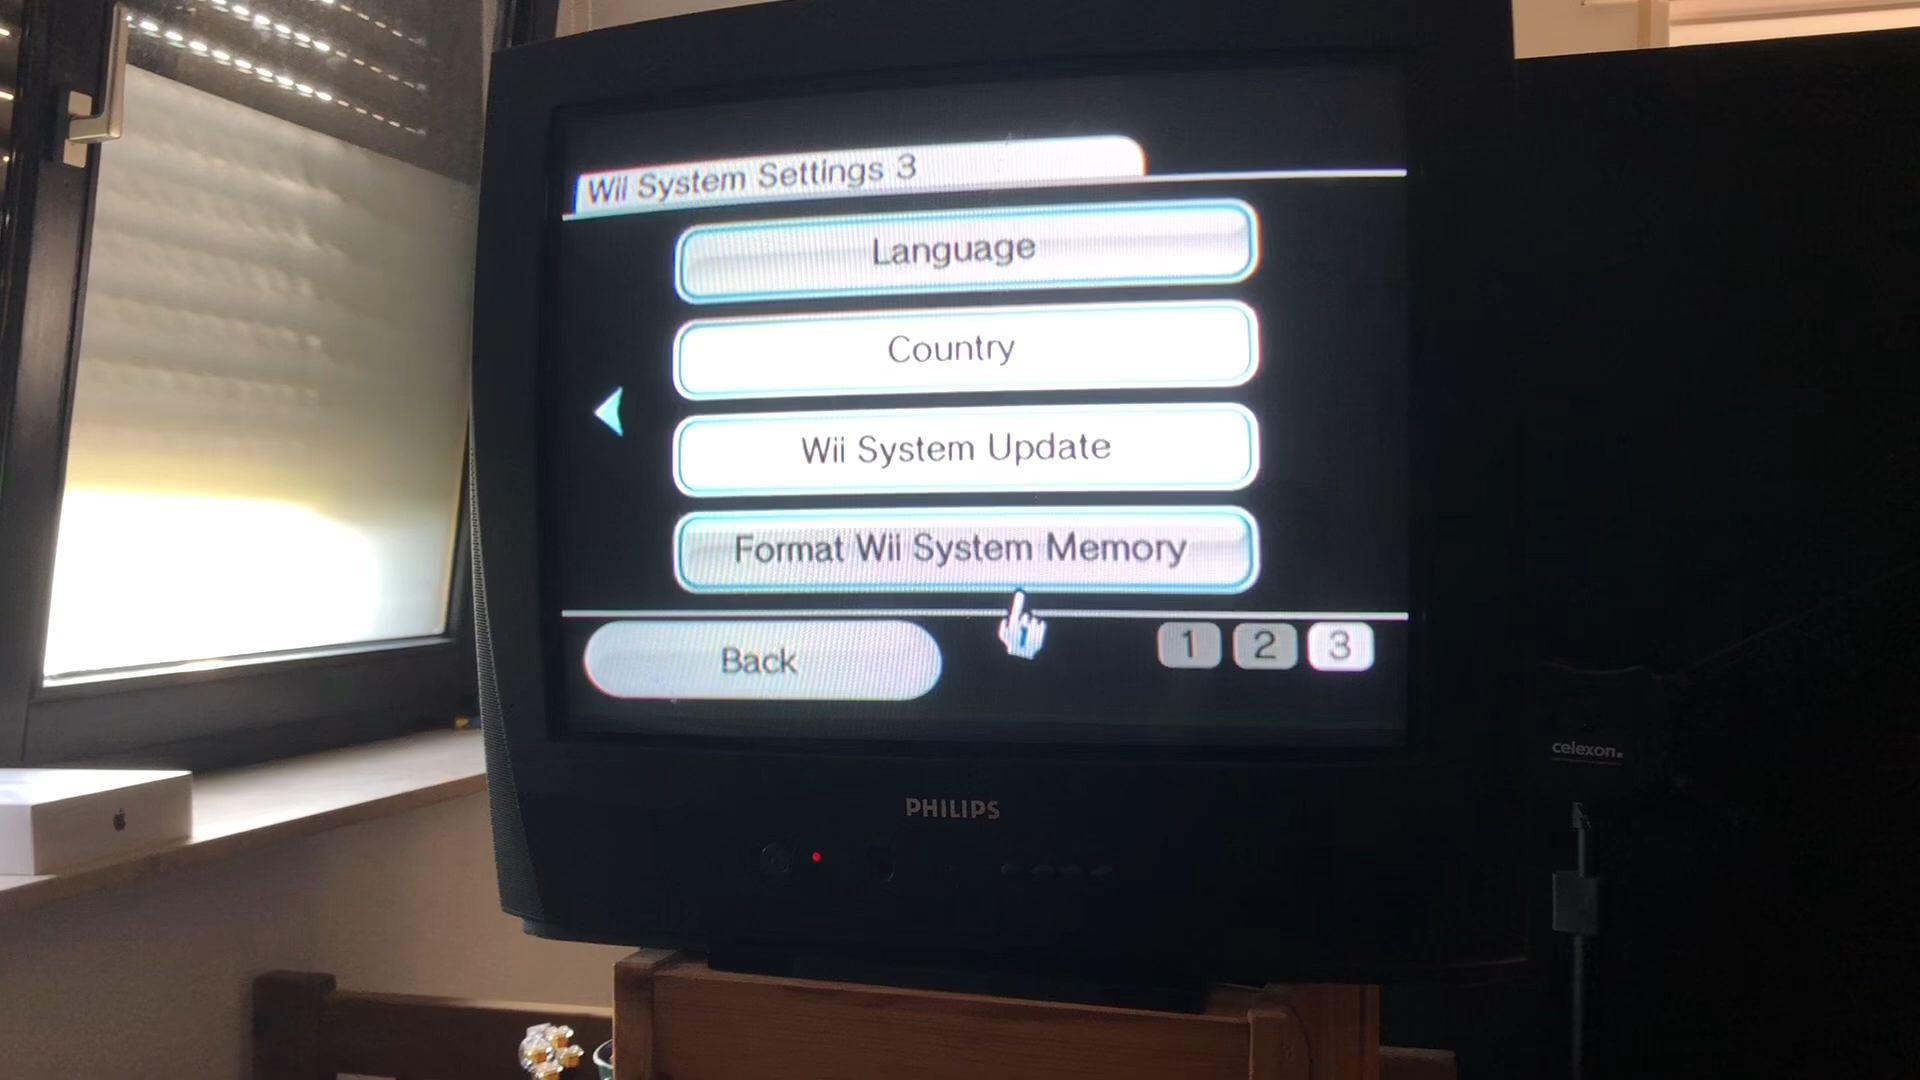 Wii System Settings 3
Language
Country
Wii System Update
Format Wii System Memory
Back
1 2 3
PHILIPS
celexon.